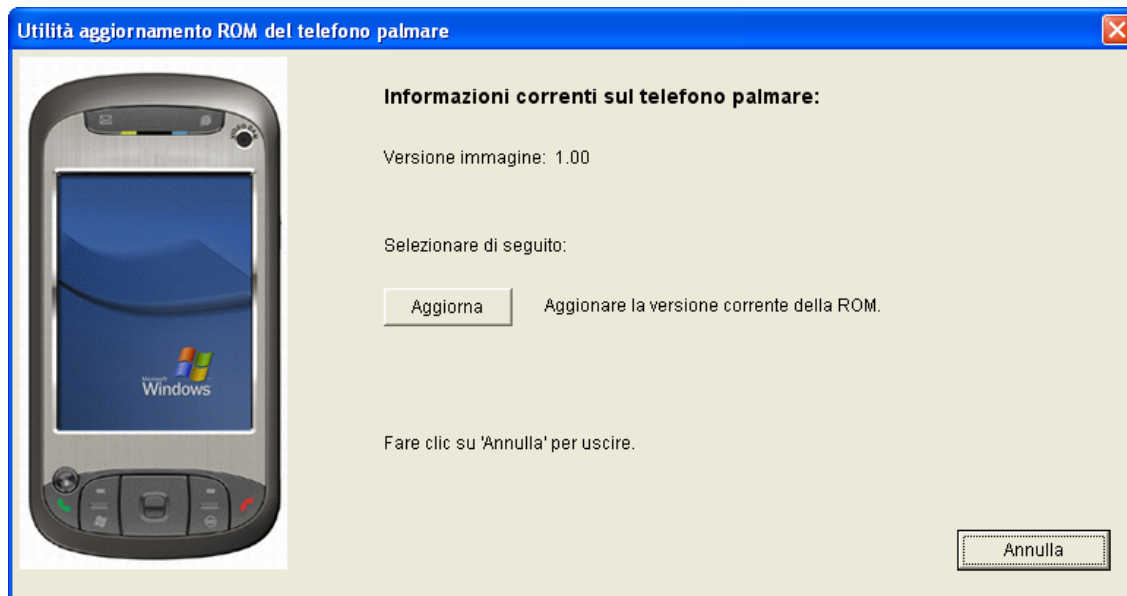 Utilità aggiornamento ROM del telefono palmare
Informazioni correnti sul telefono palmare:
Versione immagine: 1.00
Selezionare di seguito:
Aggiorna
Aggionare la versione corrente della ROM.
Microsoft
Windows
Fare clic su 'Annulla' per uscire.
Annulla